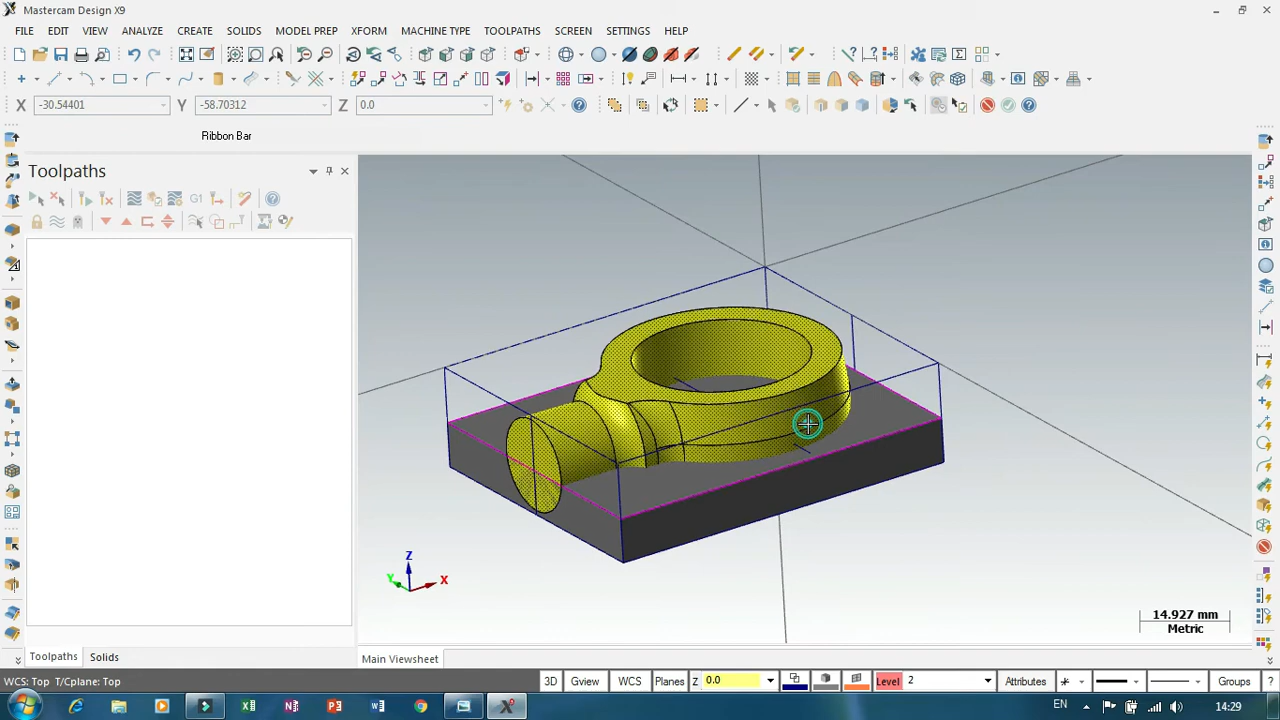 Mastercam Design X9
FILE EDIT VIEW ANALYZE CREATE SOLIDS MODEL PREP XFORM MACHINE TYPE TOOLPATHS SCREEN SETTINGS HELP
X -30.54401 Y -58.70312 Z 0.0
Ribbon Bar
Toolpaths
G1
Z
Y X
14.927 mm
Metric
Toolpaths Solids Main Viewsheet
WCS: Top T/Cplane: Top 3D Gview WCS Planes Z 0.0 Level 2 Attributes Groups ?
EN 14:29